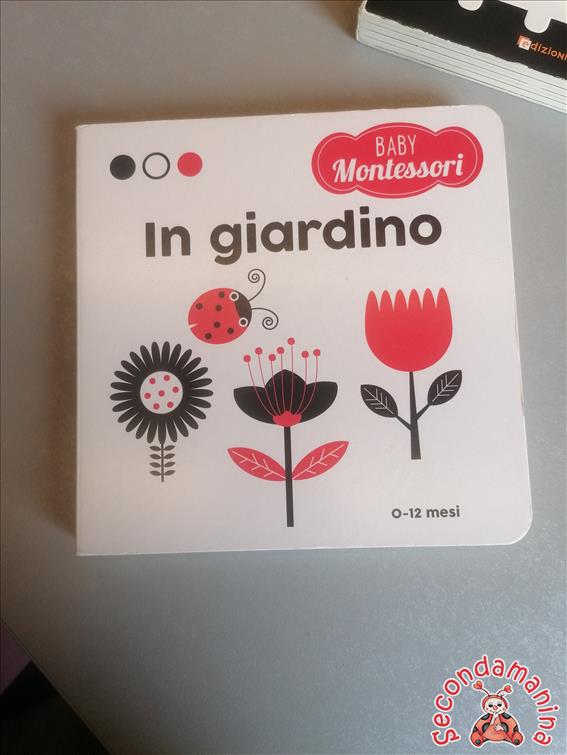 edizioni
BABY
Montessori
In giardino
0-12 mesi
secondamanina